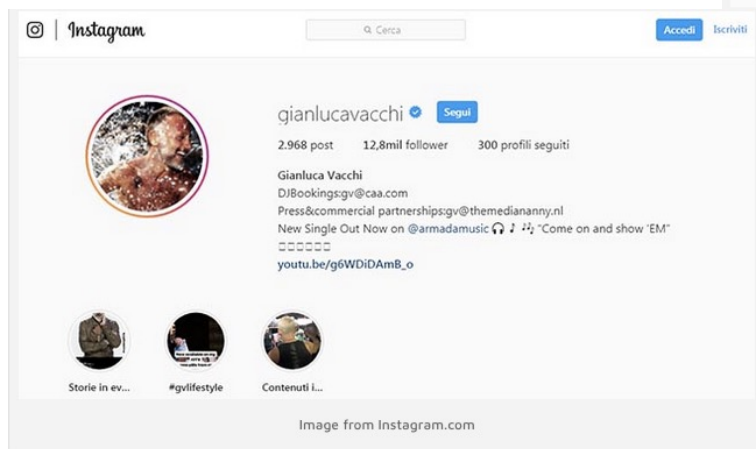 Instagram
Cerca
Accedi Iscriviti
gianlucavacchi Segui
2.968 post 12,8mil follower 300 profili seguiti
Gianluca Vacchi
DJBookings:gv@caa.com
Press&commercial partnerships:gv@themediananny.nl
New Single Out Now on @armadamusic 🎧 🎵 🎶 "Come on and show 'EM"
□□□□□□
youtu.be/g6WDiDAmB_o
Storie in ev... #gvlifestyle Contenuti i...
Image from Instagram.com